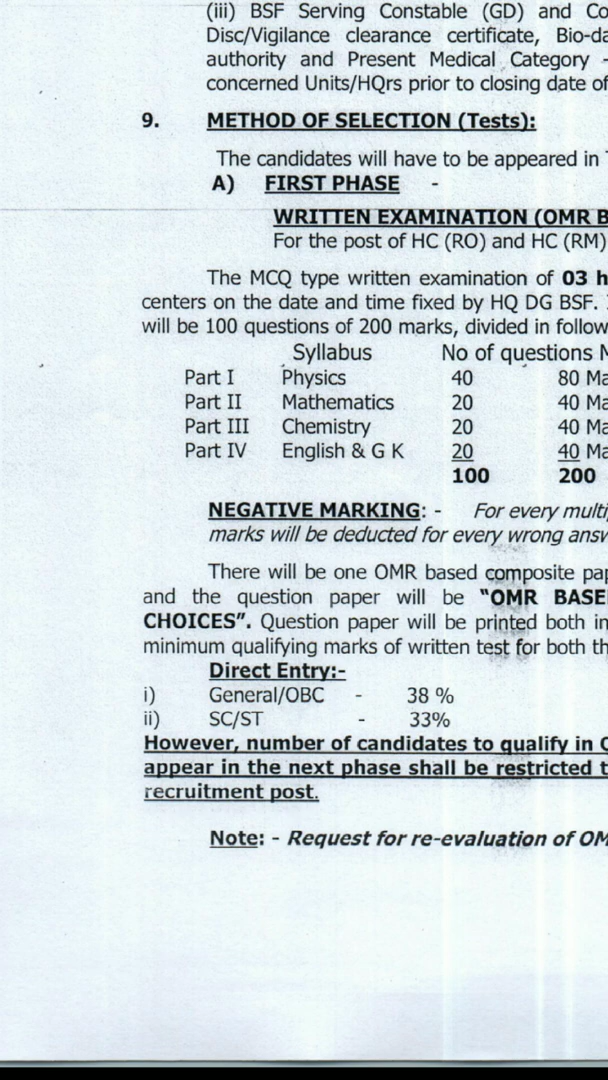 (iii) BSF Serving Constable (GD) and Co
Disc/Vigilance clearance certificate, Bio-da
authority and Present Medical Category -
concerned Units/HQrs prior to closing date of
9. METHOD OF SELECTION (Tests):
The candidates will have to be appeared in
A) FIRST PHASE -
WRITTEN EXAMINATION (OMR B
For the post of HC (RO) and HC (RM)
The MCQ type written examination of 03 h
centers on the date and time fixed by HQ DG BSF.
will be 100 questions of 200 marks, divided in follow
Syllabus No of questions M
Part I Physics 40 80 Ma
Part II Mathematics 20 40 Ma
Part III Chemistry 20 40 Ma
Part IV English & G K 20 40 Ma
100 200
NEGATIVE MARKING: - For every multi
marks will be deducted for every wrong answ
There will be one OMR based composite pap
and the question paper will be "OMR BASE
CHOICES". Question paper will be printed both in
minimum qualifying marks of written test for both th
Direct Entry:-
i) General/OBC - 38 %
ii) SC/ST - 33%
However, number of candidates to qualify in O
appear in the next phase shall be restricted t
recruitment post.
Note: - Request for re-evaluation of OM